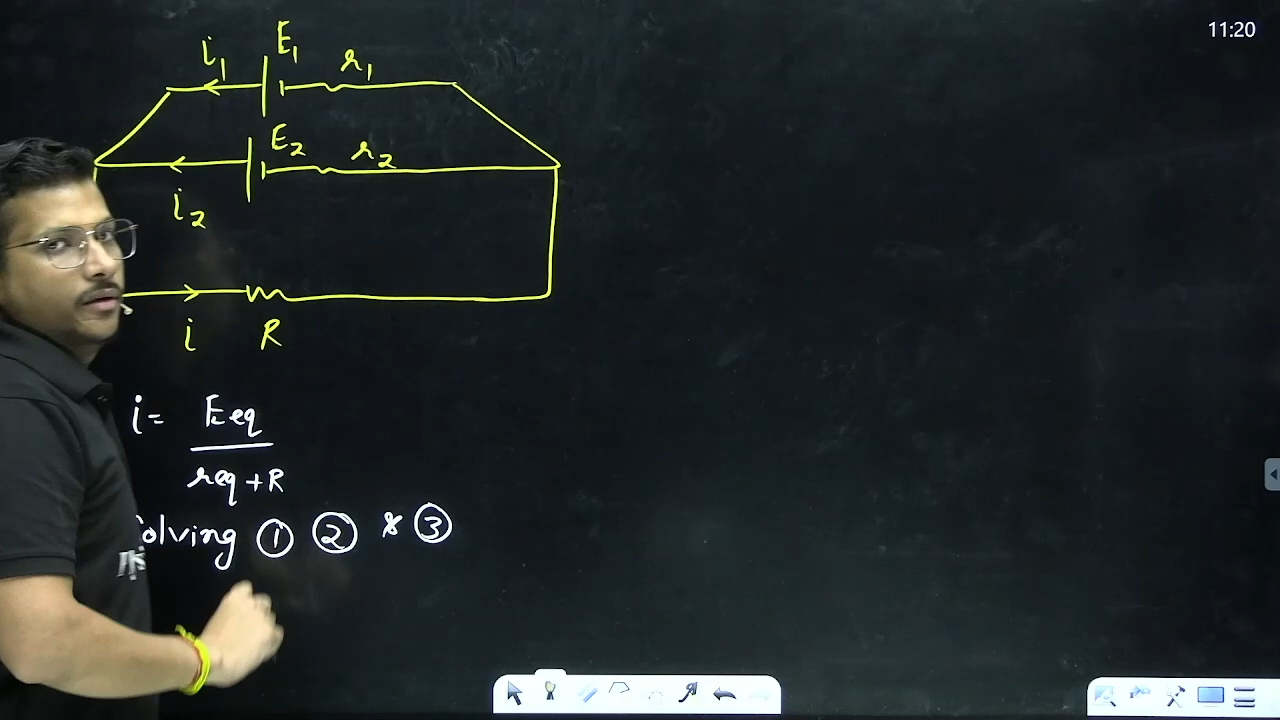 11:20
E₁
i₁
r₁
E₂
r₂
i₂
i R
i = Eeq
req + R
olving ① ② & ③